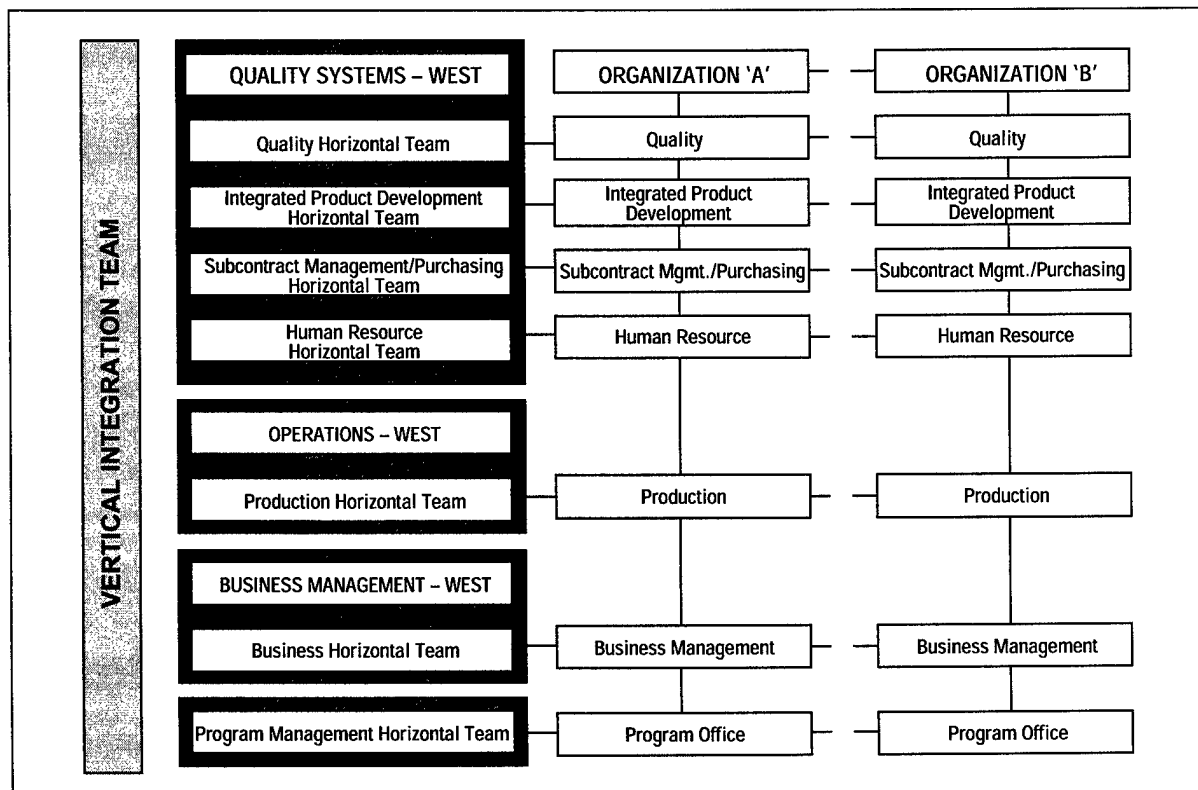 VERTICAL INTEGRATION TEAM
QUALITY SYSTEMS – WEST
ORGANIZATION ‘A’
ORGANIZATION ‘B’
Quality Horizontal Team
Quality
Quality
Integrated Product Development
Horizontal Team
Integrated Product
Development
Integrated Product
Development
Subcontract Management/Purchasing
Horizontal Team
Subcontract Mgmt./Purchasing
Subcontract Mgmt./Purchasing
Human Resource
Horizontal Team
Human Resource
Human Resource
OPERATIONS – WEST
Production Horizontal Team
Production
Production
BUSINESS MANAGEMENT – WEST
Business Horizontal Team
Business Management
Business Management
Program Management Horizontal Team
Program Office
Program Office